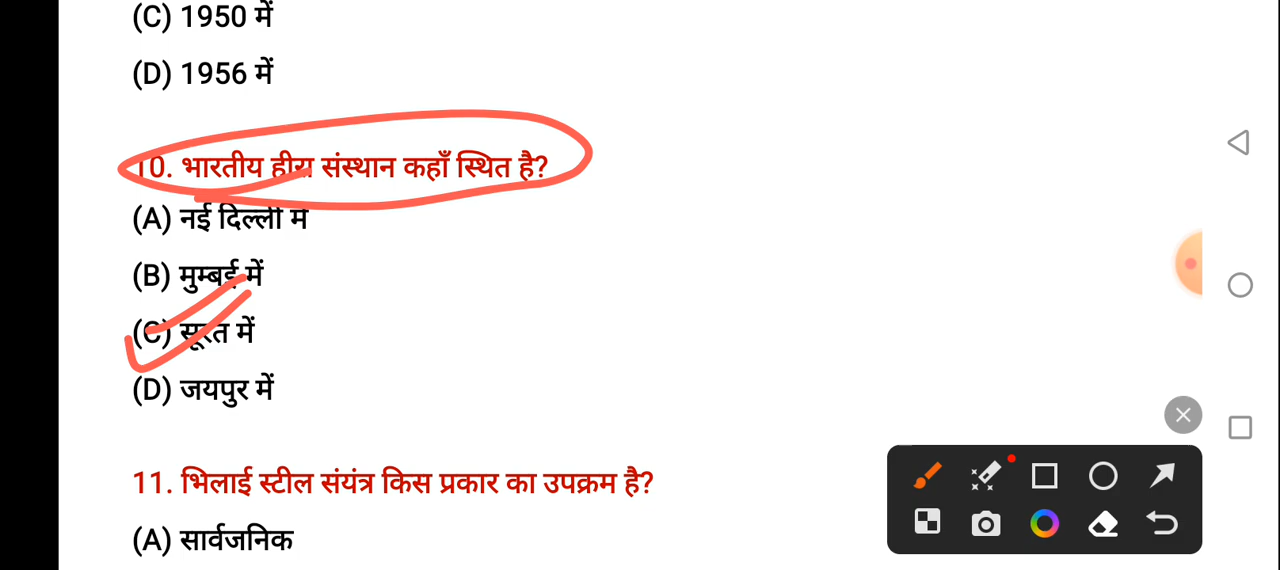 (C) 1950 में
(D) 1956 में
10. भारतीय हीरा संस्थान कहाँ स्थित है?
(A) नई दिल्ली में
(B) मुम्बई में
(C) सूरत में
(D) जयपुर में
11. भिलाई स्टील संयंत्र किस प्रकार का उपक्रम है?
(A) सार्वजनिक